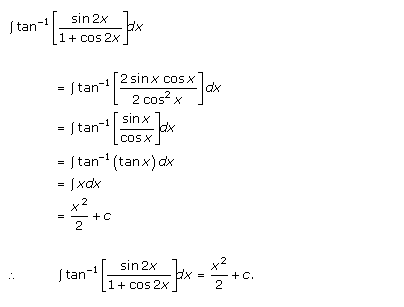 ∫ tan⁻¹ [ sin 2x / (1 + cos 2x) ] dx
= ∫ tan⁻¹ [ 2 sin x cos x / 2 cos² x ] dx
= ∫ tan⁻¹ [ sin x / cos x ] dx
= ∫ tan⁻¹ (tan x) dx
= ∫ xdx
= x²/2 + c
∴ ∫ tan⁻¹ [ sin 2x / (1 + cos 2x) ] dx = x²/2 + c.